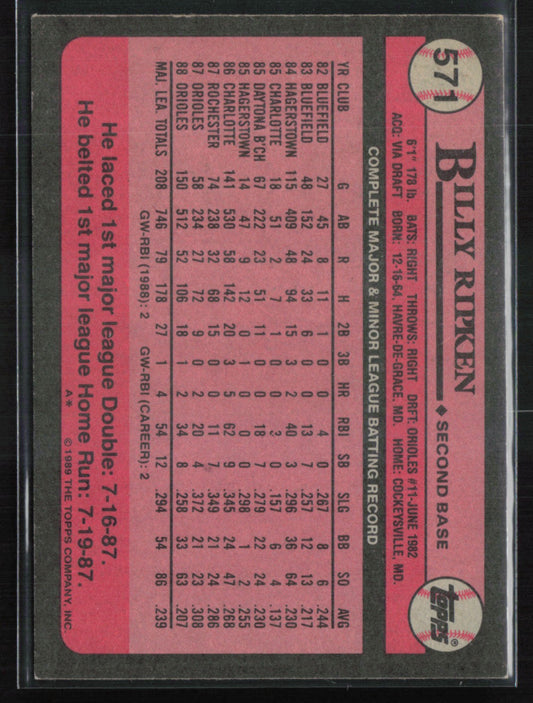 571
BILLY RIPKEN ◆ SECOND BASE
topps®
6'1" 178 lb. BATS: RIGHT THROWS: RIGHT DRFT: ORIOLES #11-JUNE 1982
ACQ: VIA DRAFT BORN: 12-16-64, HAVRE-DE-GRACE, MD. HOME: COCKEYSVILLE, MD.
COMPLETE MAJOR & MINOR LEAGUE BATTING RECORD
YR CLUB G AB R H 2B 3B HR RBI SB SLG BB SO AVG
82 BLUEFIELD 27 45 8 11 1 0 0 4 0 .267 8 6 .244
83 BLUEFIELD 48 152 24 33 6 0 0 13 7 .257 12 13 .217
84 HAGERSTOWN 115 409 48 94 15 3 2 40 3 .296 36 64 .230
85 CHARLOTTE 18 51 2 7 1 0 0 3 0 .157 6 4 .137
85 DAYTONA B'CH 67 222 23 51 11 0 0 18 7 .279 22 24 .230
85 HAGERSTOWN 14 47 9 12 0 1 0 0 1 .298 1 2 .255
86 CHARLOTTE 141 530 58 142 20 3 5 62 9 .345 24 47 .268
87 ROCHESTER 74 238 32 68 15 0 0 11 7 .349 21 24 .286
87 ORIOLES 58 234 27 72 9 0 2 20 4 .372 21 23 .308
88 ORIOLES 150 512 52 106 18 1 2 34 8 .258 33 63 .207
MAJ. LEA. TOTALS 208 746 79 178 27 1 4 54 12 .294 54 86 .239
GW-RBI (1988): 2 GW-RBI (CAREER): 2
He laced 1st major league Double: 7-16-87.
He belted 1st major league Home Run: 7-19-87.
A* © 1989 THE TOPPS COMPANY, INC.